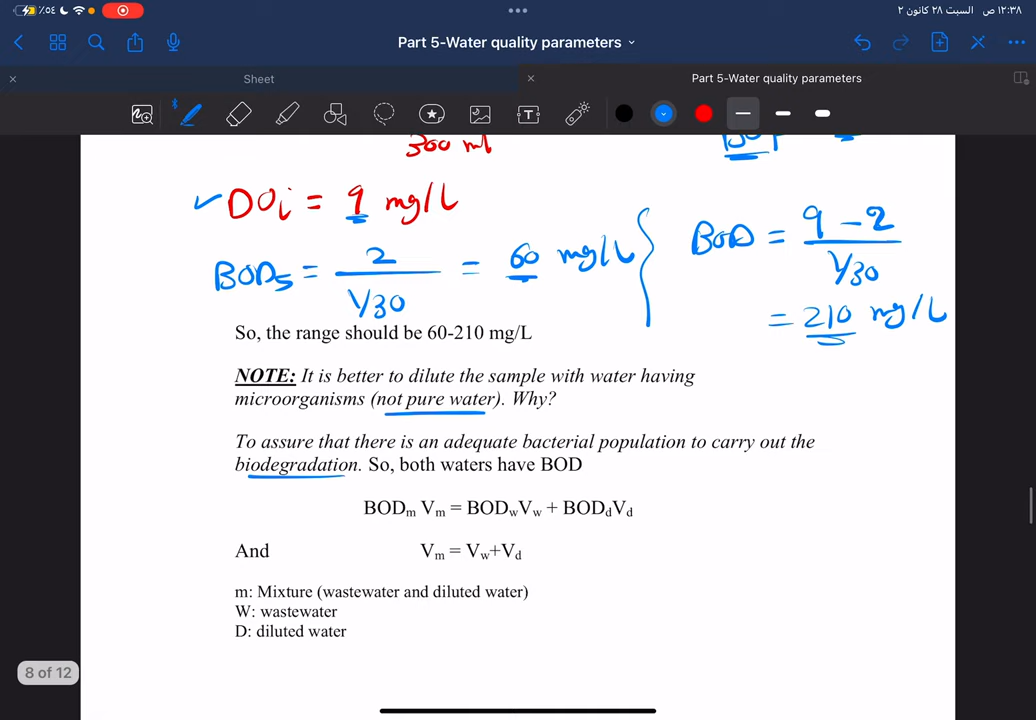 ٪٥٤ ١٢:٣٨ ص السبت ٢٨ كانون ٢
Part 5-Water quality parameters
Sheet
Part 5-Water quality parameters
300 ml
DOi = 9 mg/L
BOD5 = 2 / 1/30 = 60 mg/L
BOD = 9 - 2 / 1/30
= 210 mg/L
So, the range should be 60-210 mg/L
NOTE: It is better to dilute the sample with water having
microorganisms (not pure water). Why?
To assure that there is an adequate bacterial population to carry out the
biodegradation. So, both waters have BOD
BODm Vm = BODwVw + BODdVd
And Vm = Vw+Vd
m: Mixture (wastewater and diluted water)
W: wastewater
D: diluted water
8 of 12